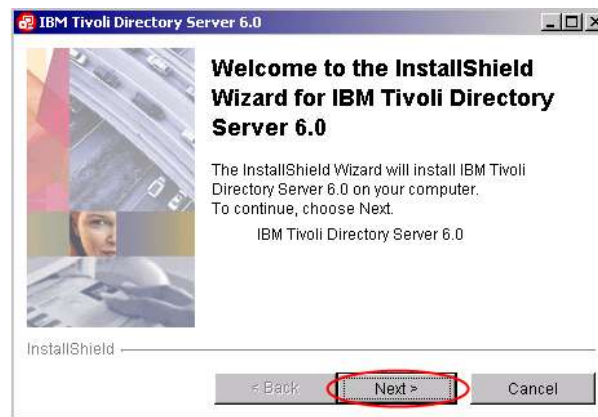 IBM Tivoli Directory Server 6.0
Welcome to the InstallShield
Wizard for IBM Tivoli Directory
Server 6.0
The InstallShield Wizard will install IBM Tivoli
Directory Server 6.0 on your computer.
To continue, choose Next.
IBM Tivoli Directory Server 6.0
InstallShield
< Back
Next >
Cancel